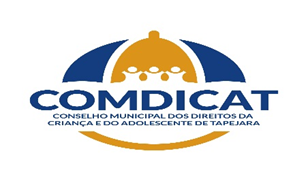 COMDICAT
CONSELHO MUNICIPAL DOS DIREITOS DA
CRIANÇA E DO ADOLESCENTE DE TAPEJARA